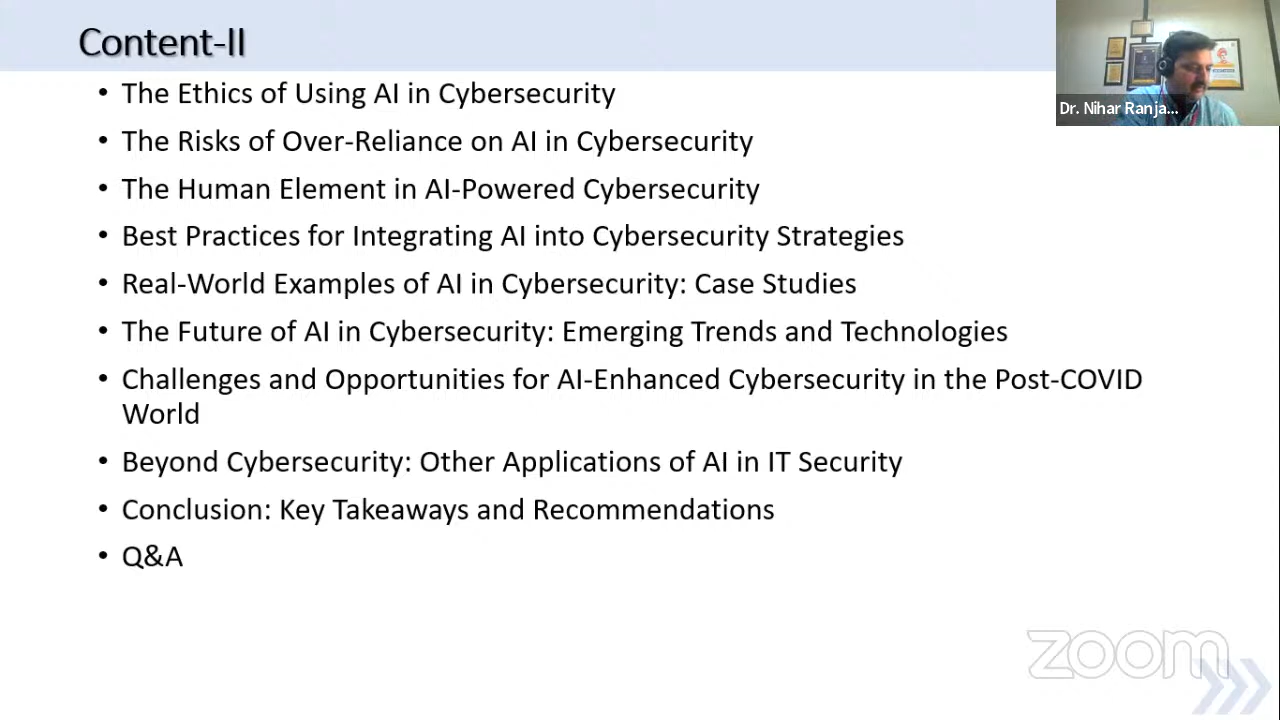 Content-II
• The Ethics of Using AI in Cybersecurity
• The Risks of Over-Reliance on AI in Cybersecurity
• The Human Element in AI-Powered Cybersecurity
• Best Practices for Integrating AI into Cybersecurity Strategies
• Real-World Examples of AI in Cybersecurity: Case Studies
• The Future of AI in Cybersecurity: Emerging Trends and Technologies
• Challenges and Opportunities for AI-Enhanced Cybersecurity in the Post-COVID
World
• Beyond Cybersecurity: Other Applications of AI in IT Security
• Conclusion: Key Takeaways and Recommendations
• Q&A
Dr. Nihar Ranja...
zoom